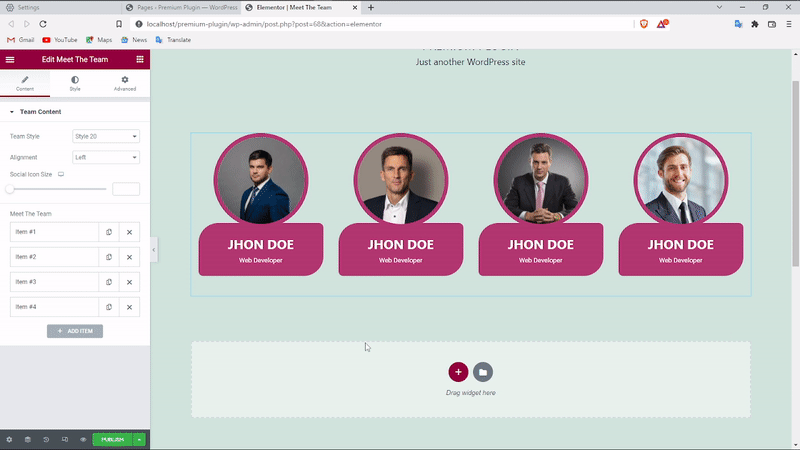 Settings
Pages ‹ Premium Plugin — WordPress
Elementor | Meet The Team
localhost/premium-plugin/wp-admin/post.php?post=68&action=elementor
Gmail
YouTube
Maps
News
Translate
Edit Meet The Team
Content
Style
Advanced
Team Content
Team Style
Style 20
Alignment
Left
Social Icon Size
Meet The Team
Item #1
Item #2
Item #3
Item #4
ADD ITEM
PUBLISH
Just another WordPress site
JHON DOE
Web Developer
JHON DOE
Web Developer
JHON DOE
Web Developer
JHON DOE
Web Developer
Drag widget here